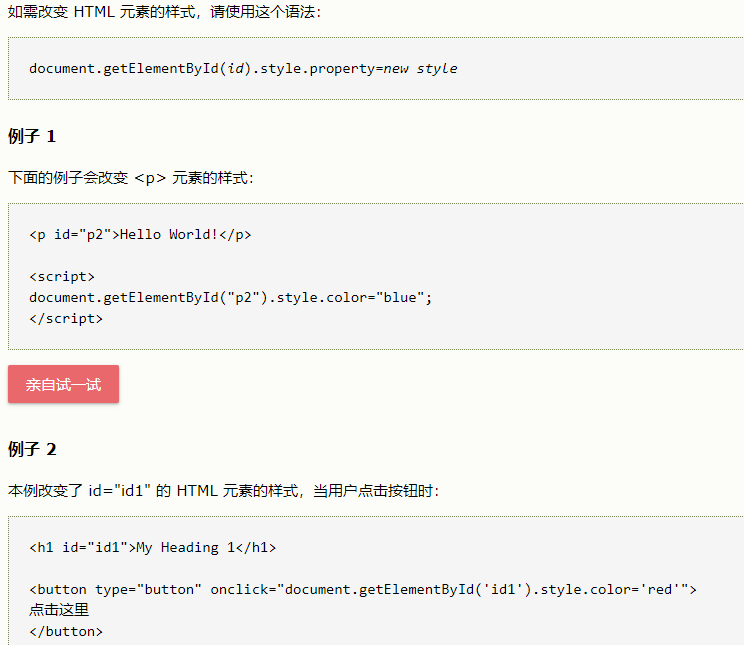 如需改变 HTML 元素的样式，请使用这个语法：
document.getElementById(id).style.property=new style
例子 1
下面的例子会改变 <p> 元素的样式：
<p id="p2">Hello World!</p>
<script>
document.getElementById("p2").style.color="blue";
</script>
亲自试一试
例子 2
本例改变了 id="id1" 的 HTML 元素的样式，当用户点击按钮时：
<h1 id="id1">My Heading 1</h1>
<button type="button" onclick="document.getElementById('id1').style.color='red'">
点击这里
</button>